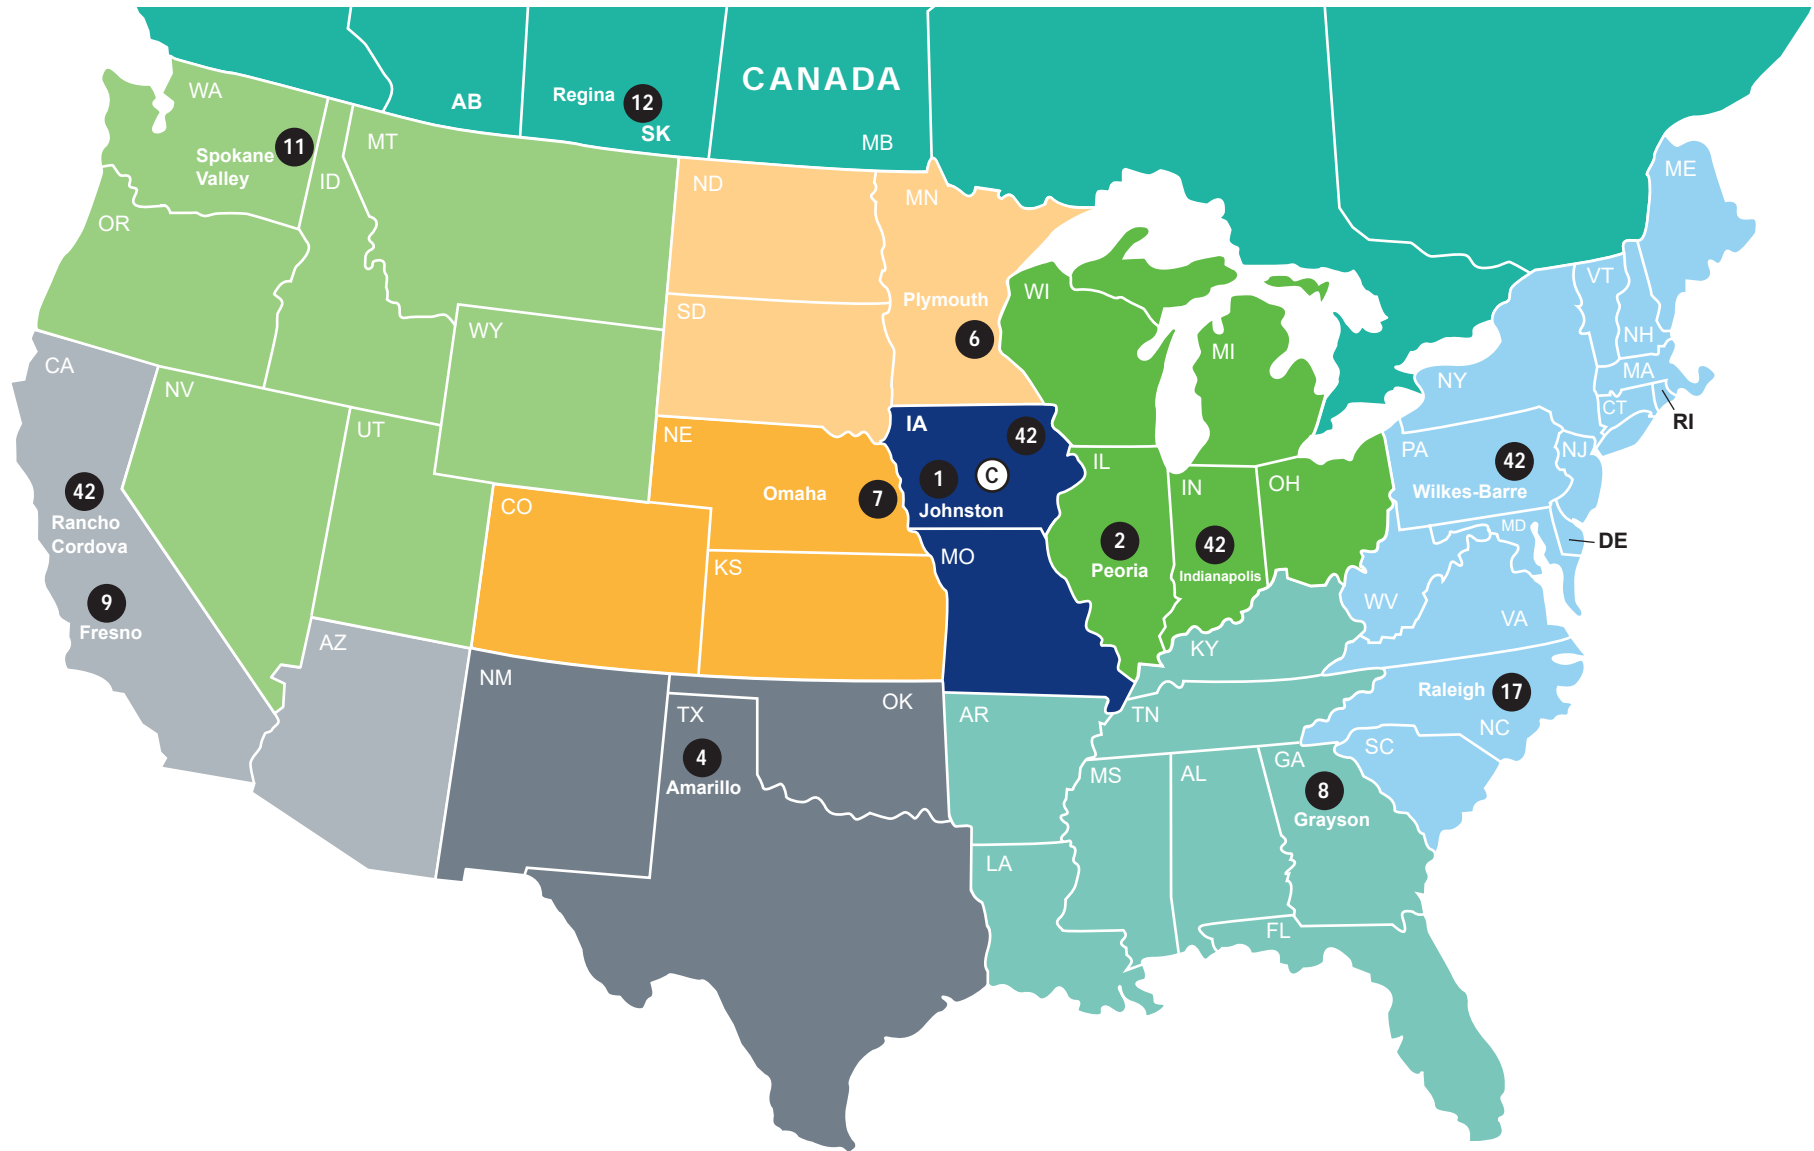 CANADA
AB
Regina
12
SK
MB
WA
11
Spokane
Valley
MT
ID
OR
ND
MN
ME
SD
Plymouth
6
WI
MI
VT
NH
NY
MA
CT
RI
WY
CA
NV
UT
NE
IA
42
1
C
Johnston
Omaha
7
IL
IN
OH
PA
42
NJ
Wilkes-Barre
42
Rancho
Cordova
CO
2
Peoria
42
Indianapolis
MD
DE
MO
KS
9
Fresno
WV
VA
AZ
KY
NM
OK
Raleigh
17
NC
TX
AR
TN
SC
4
Amarillo
MS
AL
GA
8
Grayson
LA
FL